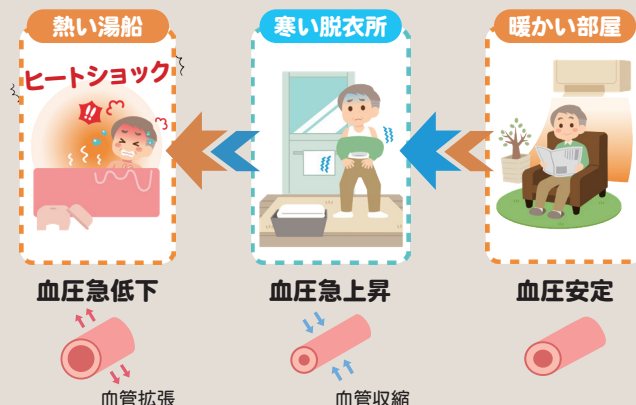 熱い湯船
寒い脱衣所
暖かい部屋
ヒートショック
!!
血圧急低下
血圧急上昇
血圧安定
血管拡張
血管収縮